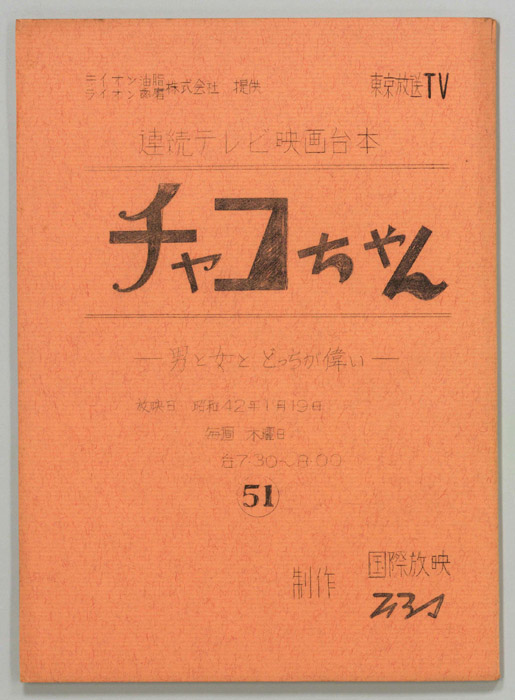 ライオン油脂
ライオン歯磨 株式会社 提供
東京放送TV
連続テレビ映画台本
チャコちゃん
―男と女と どっちが偉い―
放映日 昭和42年1月19日
毎週 木曜日
7:30〜8:00
51
制作 国際放映
TBS